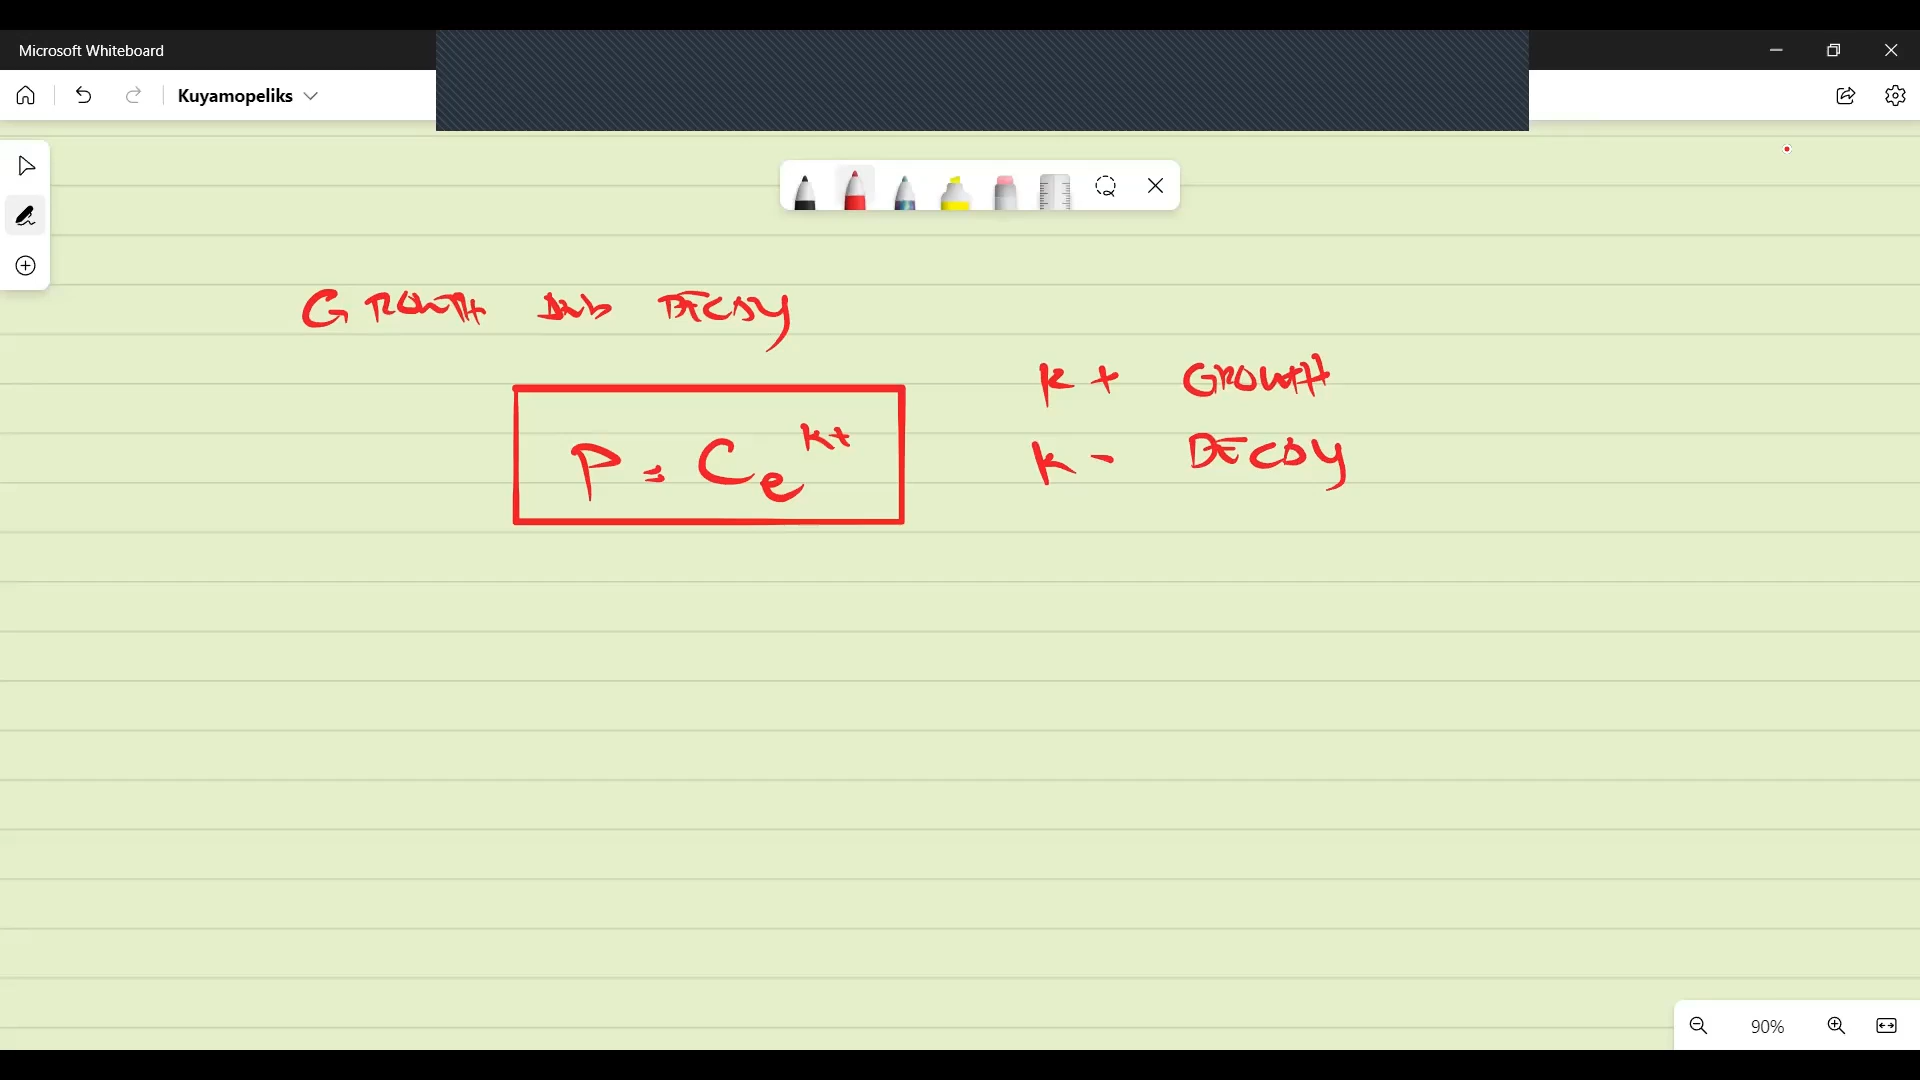 Microsoft Whiteboard
Kuyamopeliks
GROWTH AND DECAY
k + GROWTH
P = Ce^kt
k - DECAY
90%